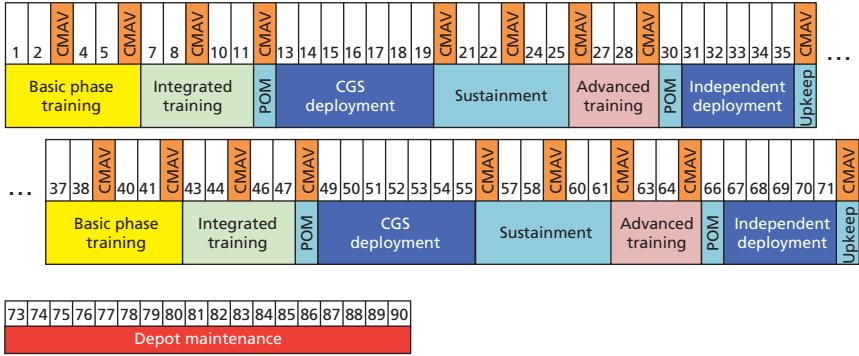 1 2 CMAV 4 5 CMAV 7 8 CMAV 10 11 CMAV 13 14 15 16 17 18 19 CMAV 21 22 CMAV 24 25 CMAV 27 28 CMAV 30 31 32 33 34 35 CMAV ...
Basic phase training Integrated training POM CGS deployment Sustainment Advanced training POM Independent deployment Upkeep
... 37 38 CMAV 40 41 CMAV 43 44 CMAV 46 47 CMAV 49 50 51 52 53 54 55 CMAV 57 58 CMAV 60 61 CMAV 63 64 CMAV 66 67 68 69 70 71 CMAV
Basic phase training Integrated training POM CGS deployment Sustainment Advanced training POM Independent deployment Upkeep
73 74 75 76 77 78 79 80 81 82 83 84 85 86 87 88 89 90
Depot maintenance